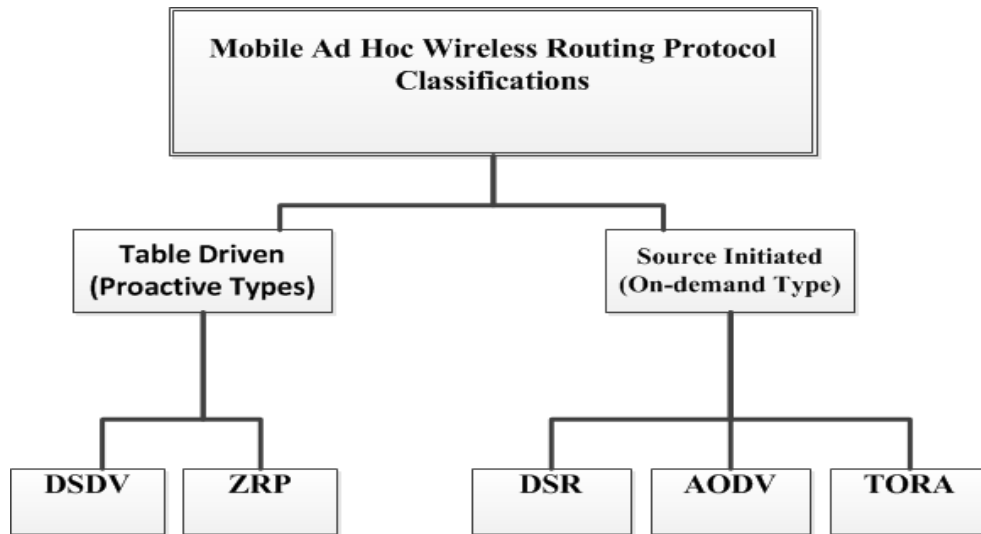 Mobile Ad Hoc Wireless Routing Protocol
Classifications
Table Driven
(Proactive Types)
Source Initiated
(On-demand Type)
DSDV
ZRP
DSR
AODV
TORA